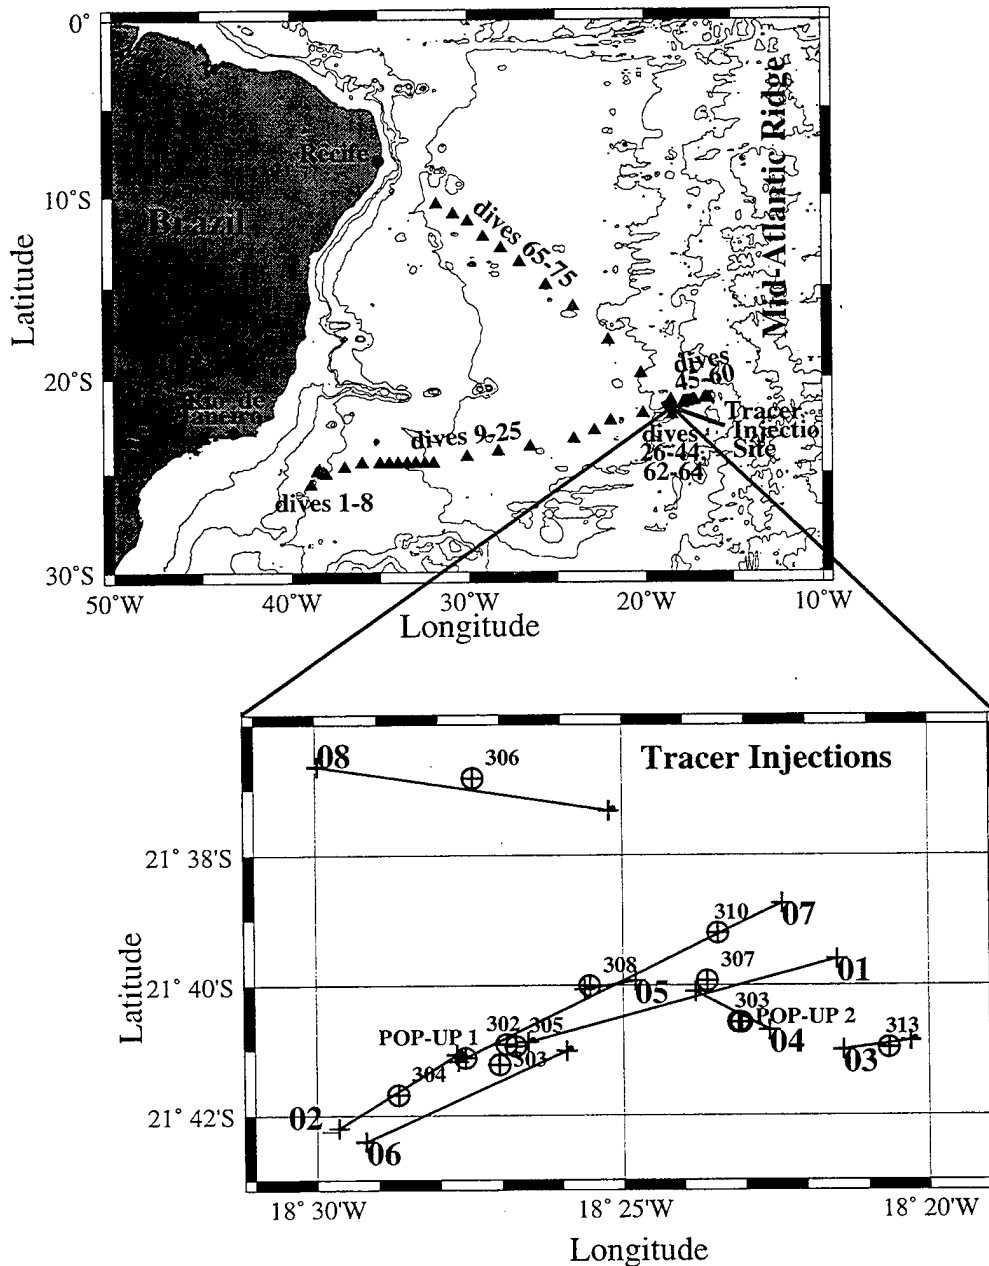 0°
10°S
20°S
30°S
Latitude
50°W
40°W
30°W
20°W
10°W
Longitude
Recife
Brazil
Rio de
Janeiro
Mid-Atlantic Ridge
dives 65-75
dives
45-60
dives 9-25
dives 1-8
dives
26-44,
62-64
Tracer
Injectio
Site
Tracer Injections
08
306
21° 38'S
310
07
308
307
01
21° 40'S
05
303
POP-UP 2
302
305
POP-UP 1
04
313
303
03
304
21° 42'S
02
06
Latitude
18° 30'W
18° 25'W
18° 20'W
Longitude